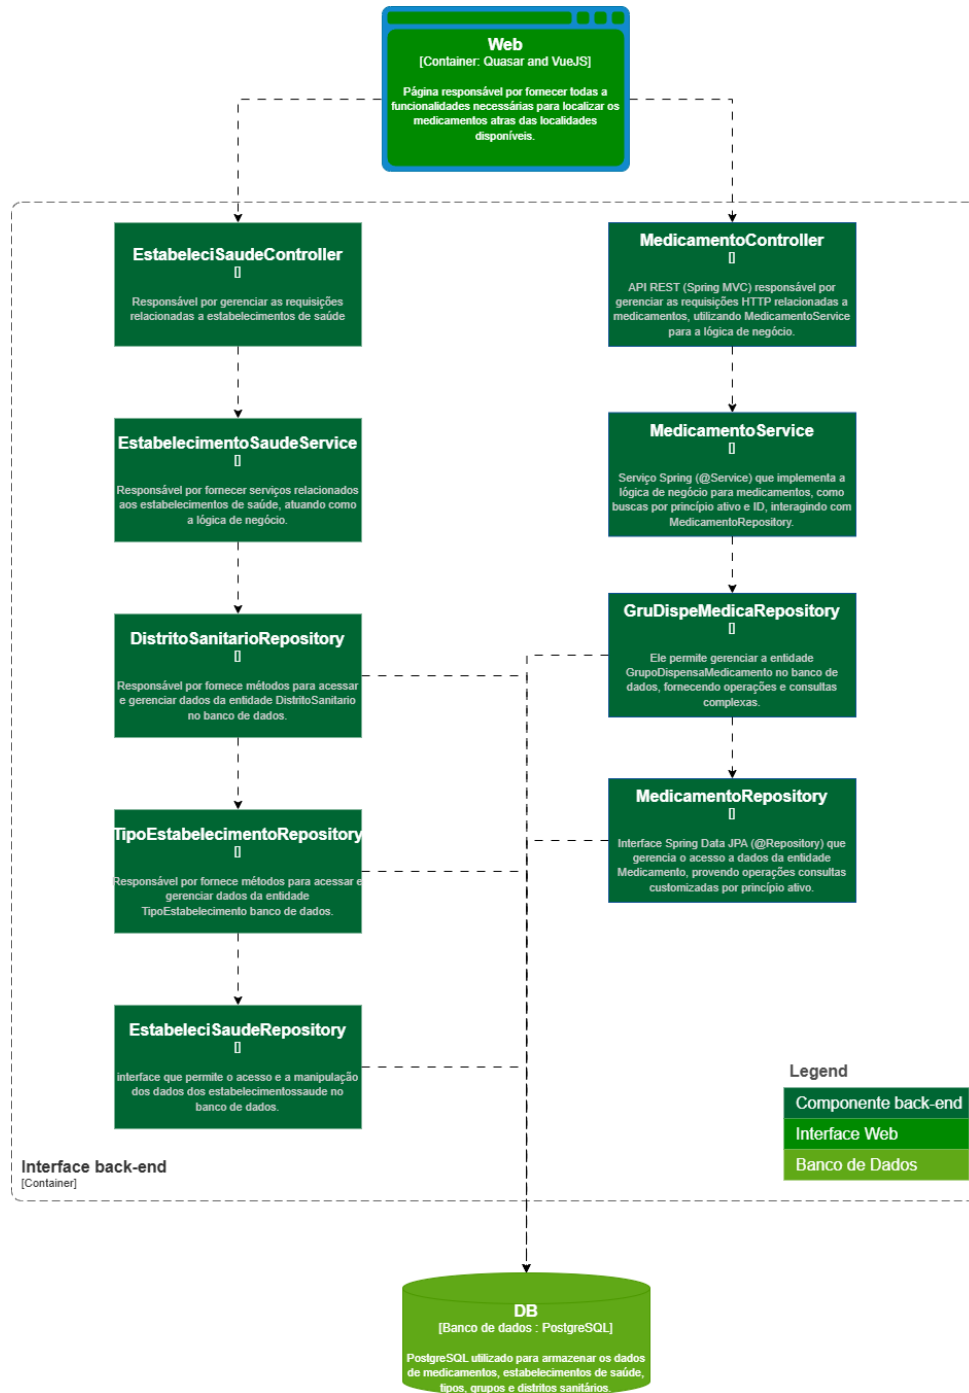 Web
[Container: Quasar and VueJS]
Página responsável por fornecer todas a
funcionalidades necessárias para localizar os
medicamentos atras das localidades
disponíveis.
EstabeleciSaudeController
[]
Responsável por gerenciar as requisições
relacionadas a estabelecimentos de saúde
MedicamentoController
[]
API REST (Spring MVC) responsável por
gerenciar as requisições HTTP relacionadas a
medicamentos, utilizando MedicamentoService
para a lógica de negócio.
EstabelecimentoSaudeService
[]
Responsável por fornecer serviços relacionados
aos estabelecimentos de saúde, atuando como
a lógica de negócio.
MedicamentoService
[]
Serviço Spring (@Service) que implementa a
lógica de negócio para medicamentos, como
buscas por princípio ativo e ID, interagindo com
MedicamentoRepository.
DistritoSanitarioRepository
[]
Responsável por fornece métodos para acessar
e gerenciar dados da entidade DistritoSanitario
no banco de dados.
GruDispeMedicaRepository
[]
Ele permite gerenciar a entidade
GrupoDispensaMedicamento no banco de
dados, fornecendo operações e consultas
complexas.
TipoEstabelecimentoRepository
[]
Responsável por fornece métodos para acessar e
gerenciar dados da entidade
TipoEstabelecimento banco de dados.
MedicamentoRepository
[]
Interface Spring Data JPA (@Repository) que
gerencia o acesso a dados da entidade
Medicamento, provendo operações consultas
customizadas por princípio ativo.
EstabeleciSaudeRepository
[]
interface que permite o acesso e a manipulação
dos dados dos estabelecimentossaude no
banco de dados.
Legend
Componente back-end
Interface Web
Banco de Dados
Interface back-end
[Container]
DB
[Banco de dados : PostgreSQL]
PostgreSQL utilizado para armazenar os dados
de medicamentos, estabelecimentos de saúde,
tipos, grupos e distritos sanitários.